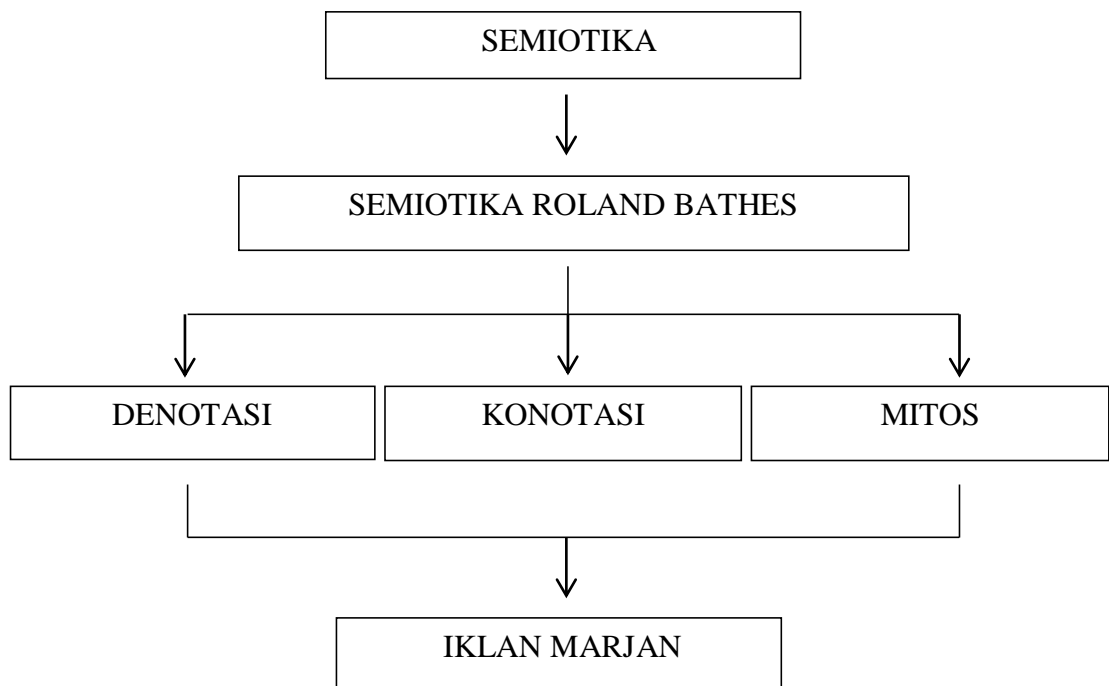 SEMIOTIKA
SEMIOTIKA ROLAND BATHES
DENOTASI
KONOTASI
MITOS
IKLAN MARJAN